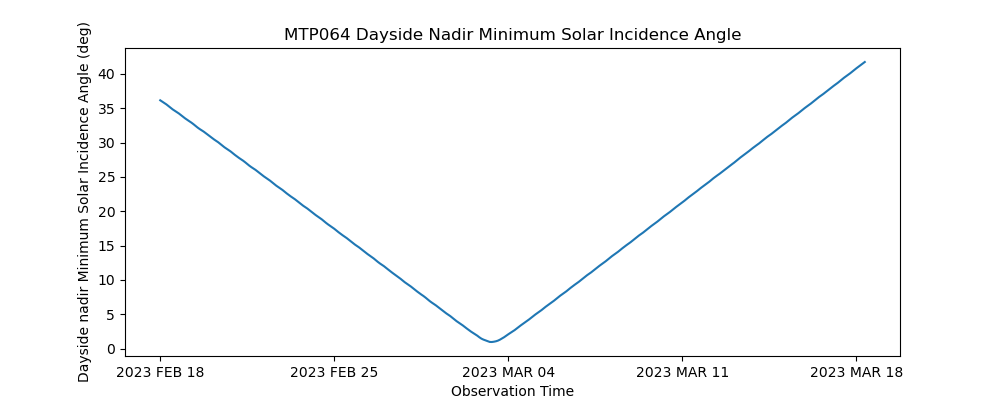 MTP064 Dayside Nadir Minimum Solar Incidence Angle
Dayside nadir Minimum Solar Incidence Angle (deg)
40
35
30
25
20
15
10
5
0
2023 FEB 18
2023 FEB 25
2023 MAR 04
2023 MAR 11
2023 MAR 18
Observation Time